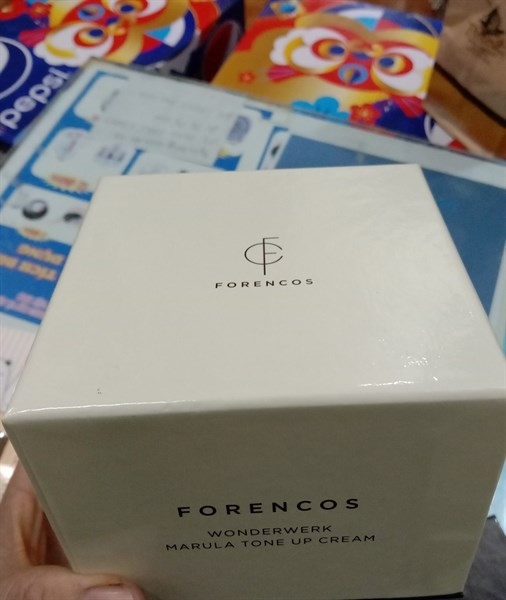 pepsi
FORENCOS
FORENCOS
WONDERWERK
MARULA TONE UP CREAM